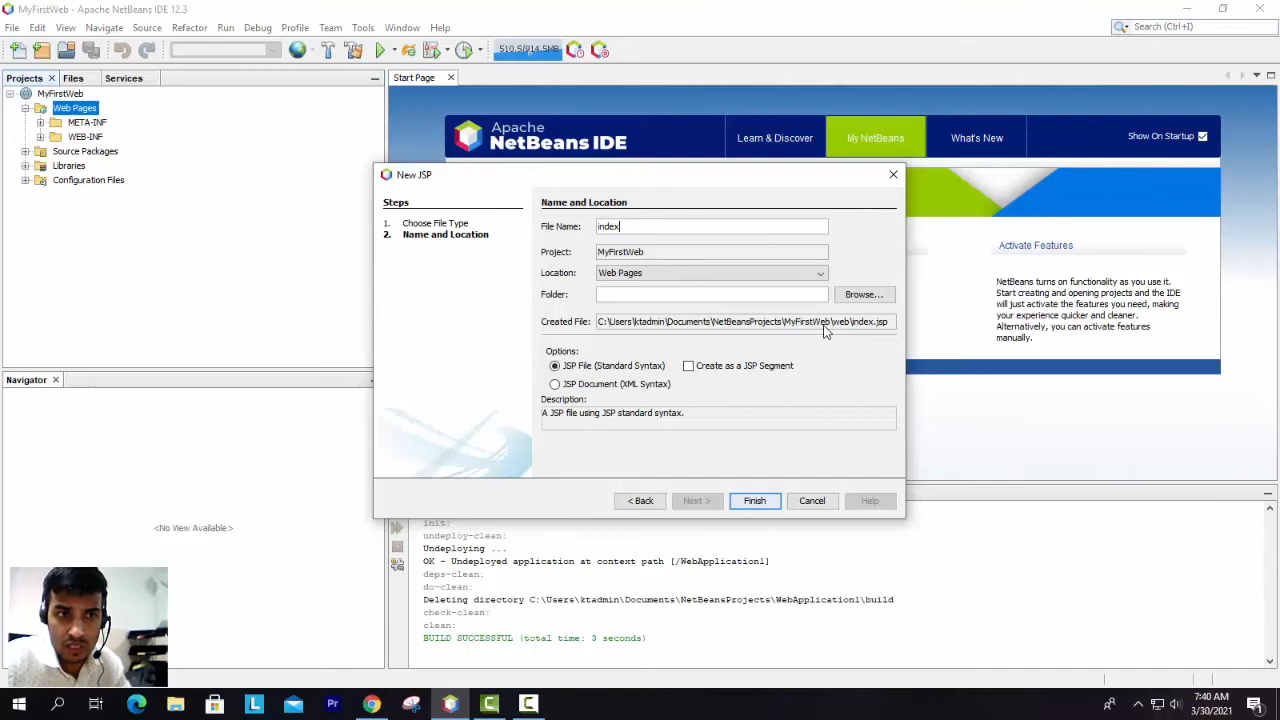 MyFirstWeb - Apache NetBeans IDE 12.3
File Edit View Navigate Source Refactor Run Debug Profile Team Tools Window Help
Search (Ctrl+I)
510.5/914.5MB
Projects Files Services
Start Page
MyFirstWeb
Web Pages
META-INF
WEB-INF
Source Packages
Libraries
Configuration Files
Apache
NetBeans IDE
Learn & Discover
My NetBeans
What's New
Show On Startup
Activate Features
NetBeans turns on functionality as you use it.
Start creating and opening projects and the IDE
will just activate the features you need, making
your experience quicker and cleaner.
Alternatively, you can activate features
manually.
New JSP
Steps
1. Choose File Type
2. Name and Location
Name and Location
File Name: index
Project: MyFirstWeb
Location: Web Pages
Folder:
Browse...
Created File: C:\Users\ktadmin\Documents\NetBeansProjects\MyFirstWeb\web\index.jsp
Options:
JSP File (Standard Syntax)
Create as a JSP Segment
JSP Document (XML Syntax)
Description:
A JSP file using JSP standard syntax.
< Back
Next >
Finish
Cancel
Help
Navigator
<No View Available>
init:
undeploy-clean:
Undeploying ...
OK - Undeployed application at context path [/WebApplication1]
deps-clean:
do-clean:
Deleting directory C:\Users\ktadmin\Documents\NetBeansProjects\WebApplication1\build
check-clean:
clean:
BUILD SUCCESSFUL (total time: 3 seconds)
L
Pr
C
C
7:40 AM
3/30/2021
1